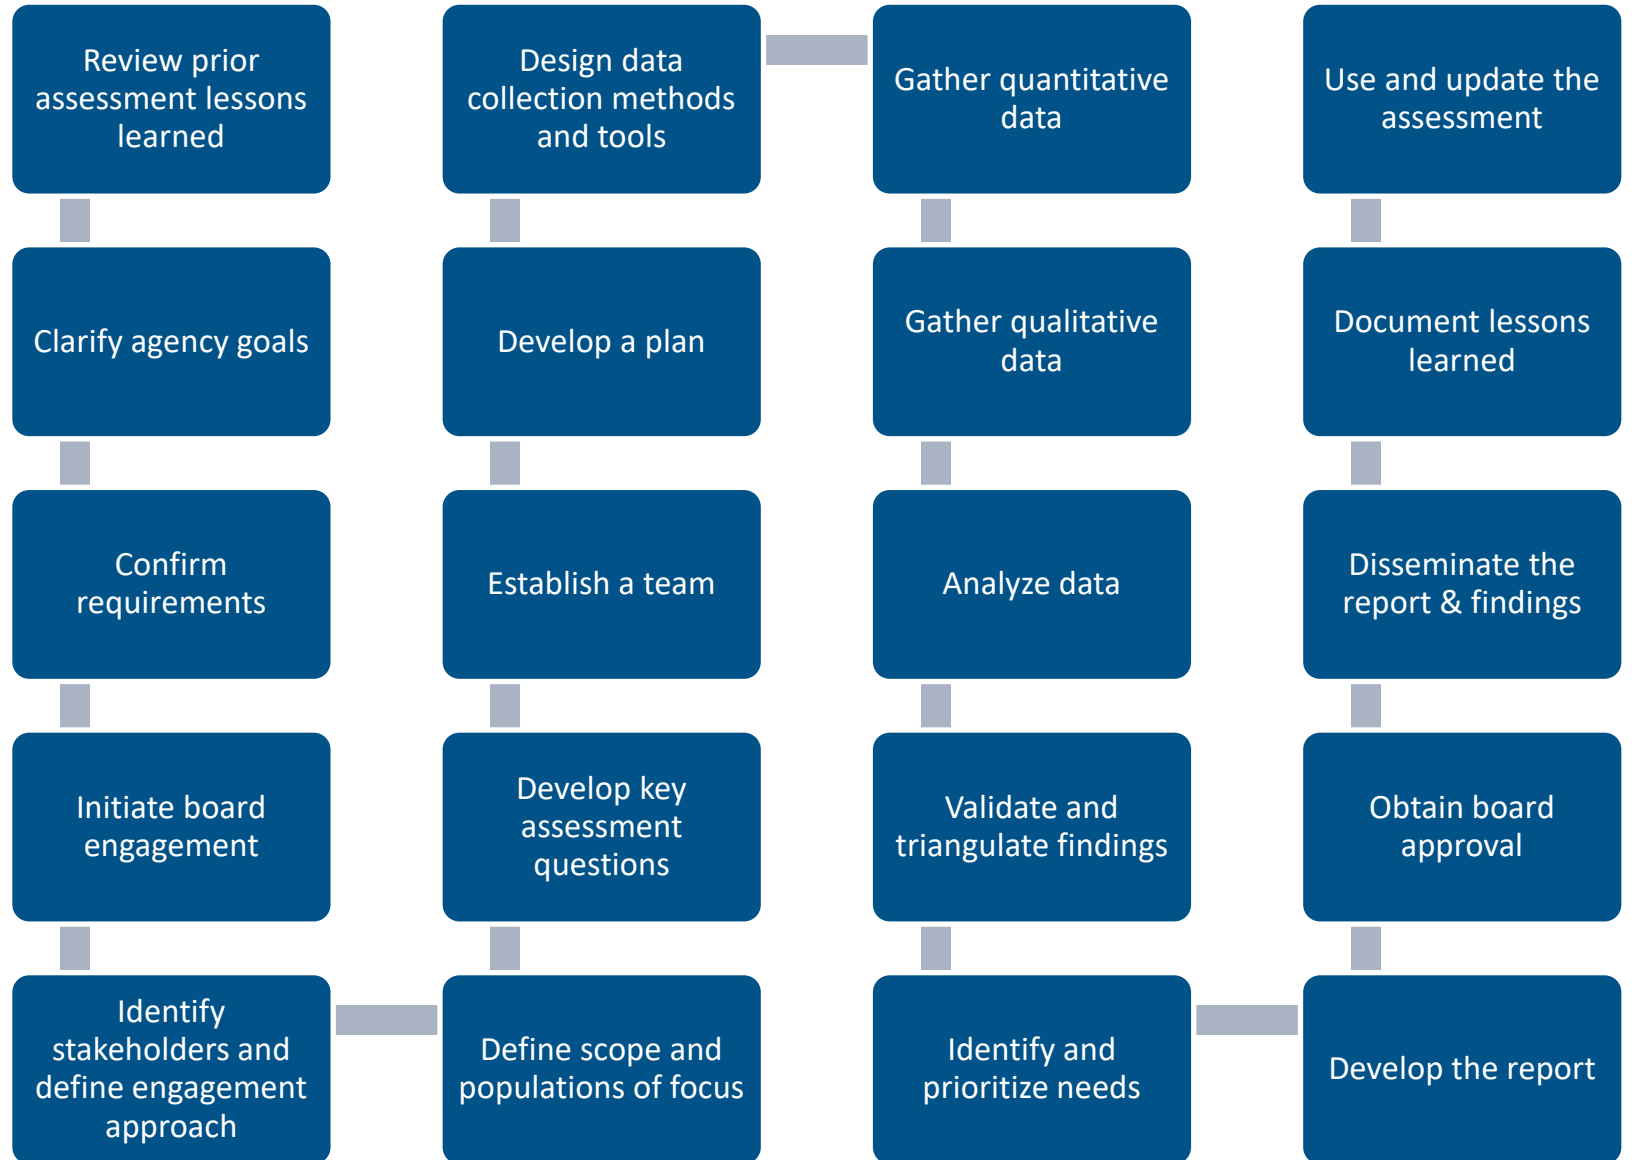 Review prior
assessment lessons
learned
Clarify agency goals
Confirm
requirements
Initiate board
engagement
Identify
stakeholders and
define engagement
approach
Define scope and
populations of focus
Develop key
assessment
questions
Establish a team
Develop a plan
Design data
collection methods
and tools
Gather quantitative
data
Gather qualitative
data
Analyze data
Validate and
triangulate findings
Identify and
prioritize needs
Develop the report
Obtain board
approval
Disseminate the
report & findings
Document lessons
learned
Use and update the
assessment